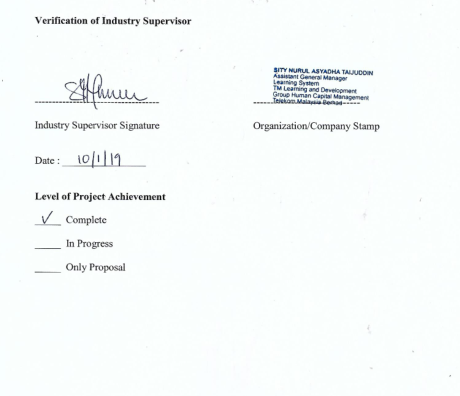 Verification of Industry Supervisor
SITY NURUL ASYADHA TAIJUDDIN
Assistant General Manager
Learning System
TM Learning and Development
Group Human Capital Management
Telekom Malaysia Berhad
Industry Supervisor Signature
Organization/Company Stamp
Date : 10/1/19
Level of Project Achievement
✓ Complete
In Progress
Only Proposal